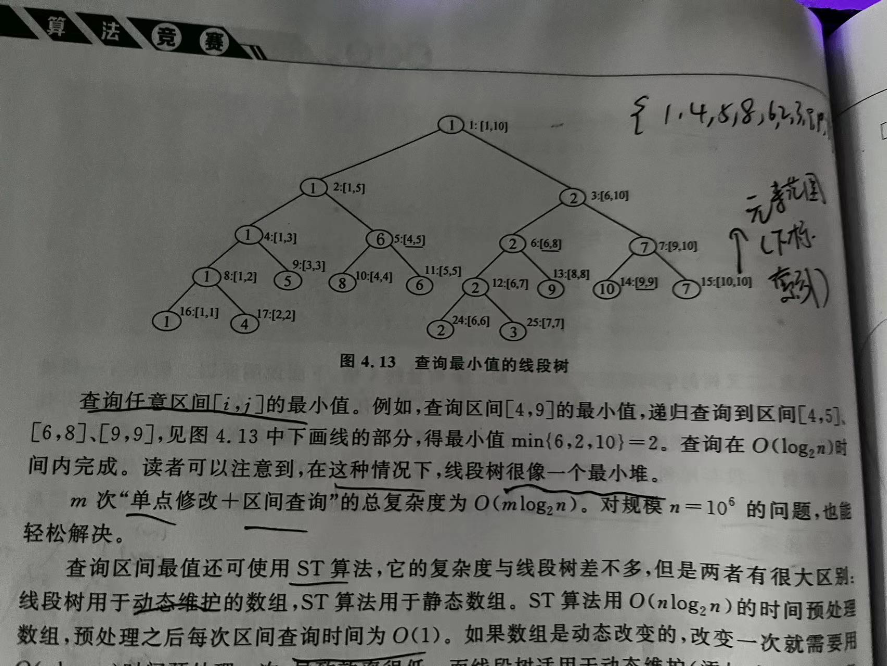 算法竞赛
{1,4,5,8,6,2,3,
1 1:[1,10]
1 2:[1,5]
2 3:[6,10]
元素范围
(下标
索引)
1 4:[1,3]
6 5:[4,5]
2 6:[6,8]
7 7:[9,10]
1 8:[1,2]
5 9:[3,3]
8 10:[4,4]
6 11:[5,5]
2 12:[6,7]
9 13:[8,8]
10 14:[9,9]
7 15:[10,10]
1 16:[1,1]
4 17:[2,2]
2 24:[6,6]
3 25:[7,7]
图 4.13 查询最小值的线段树
查询任意区间[i,j]的最小值。例如,查询区间[4,9]的最小值,递归查询到区间[4,5]、
[6,8]、[9,9],见图 4.13 中下画线的部分,得最小值 min{6,2,10}=2。查询在 O(log₂n)时
间内完成。读者可以注意到,在这种情况下,线段树很像一个最小堆。
m 次“单点修改+区间查询”的总复杂度为 O(mlog₂n)。对规模 n=10⁶ 的问题,也能
轻松解决。
查询区间最值还可使用 ST 算法,它的复杂度与线段树差不多,但是两者有很大区别:
线段树用于动态维护的数组,ST 算法用于静态数组。ST 算法用 O(nlog₂n)的时间预处理
数组,预处理之后每次区间查询时间为 O(1)。如果数组是动态改变的,改变一次就需要用